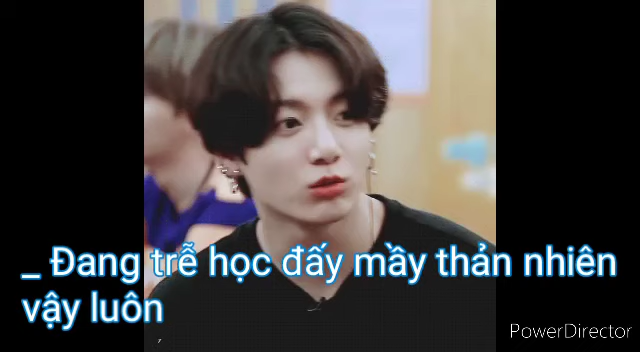 _ Đang trễ học đấy mầy thản nhiên
vậy luôn
PowerDirector